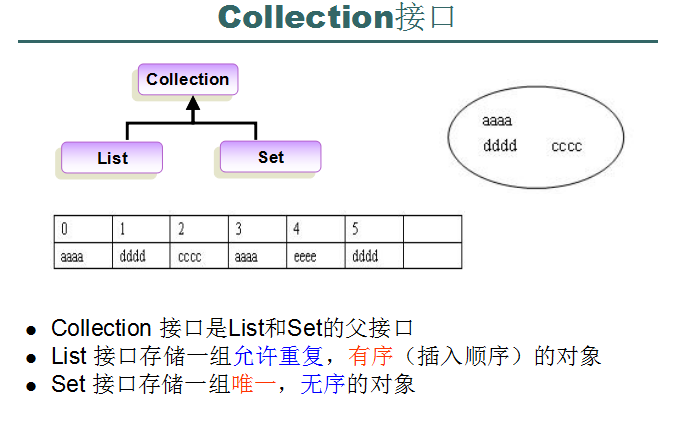 Collection接口
Collection
List
Set
aaaa
dddd cccc
0 1 2 3 4 5
aaaa dddd cccc aaaa eeee dddd
● Collection 接口是List和Set的父接口
● List 接口存储一组允许重复，有序（插入顺序）的对象
● Set 接口存储一组唯一，无序的对象